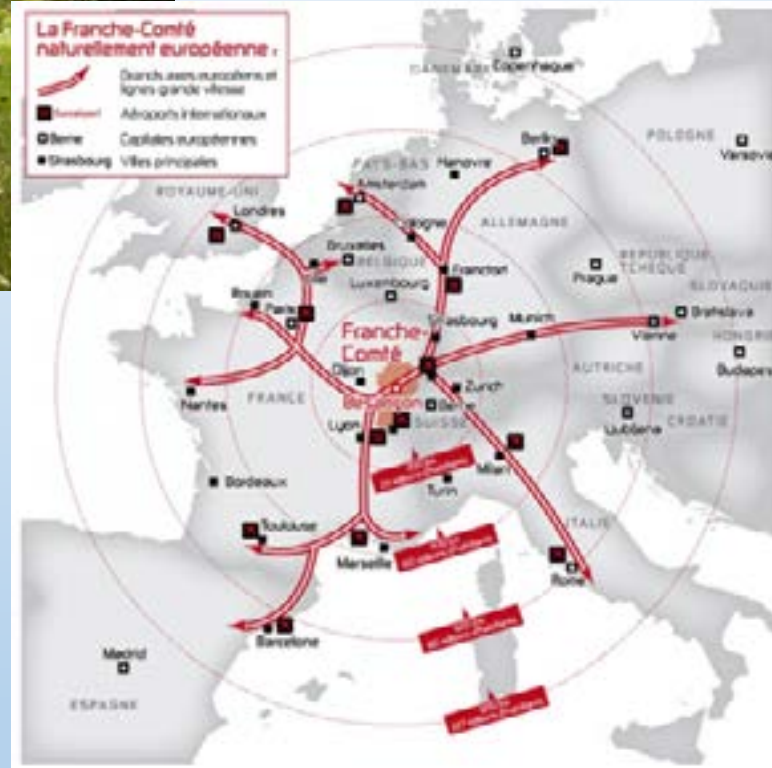 La Franche-Comté
naturellement européenne :
Grands axes européens et
lignes grande vitesse
Aéroports internationaux
Berne Capitales européennes
Strasbourg Villes principales
DANEMARK
Copenhague
POLOGNE
Varsovie
Berlin
PAYS-BAS
Hanovre
Amsterdam
ROYAUME-UNI
Londres
Cologne
ALLEMAGNE
Bruxelles
BELGIQUE
Lille
Francfort
RÉPUBLIQUE
TCHÈQUE
Prague
Luxembourg
SLOVAQUIE
Rouen
Paris
Strasbourg
Munich
Bratislava
Vienne
HONGRIE
Budapest
Franche-
Comté
Dijon
Zurich
AUTRICHE
Nantes
FRANCE
Besançon
Berne
SUISSE
SLOVÉNIE
CROATIE
Ljubljana
Lyon
Milan
Turin
Bordeaux
ITALIE
Toulouse
Marseille
Rome
Barcelone
Madrid
ESPAGNE